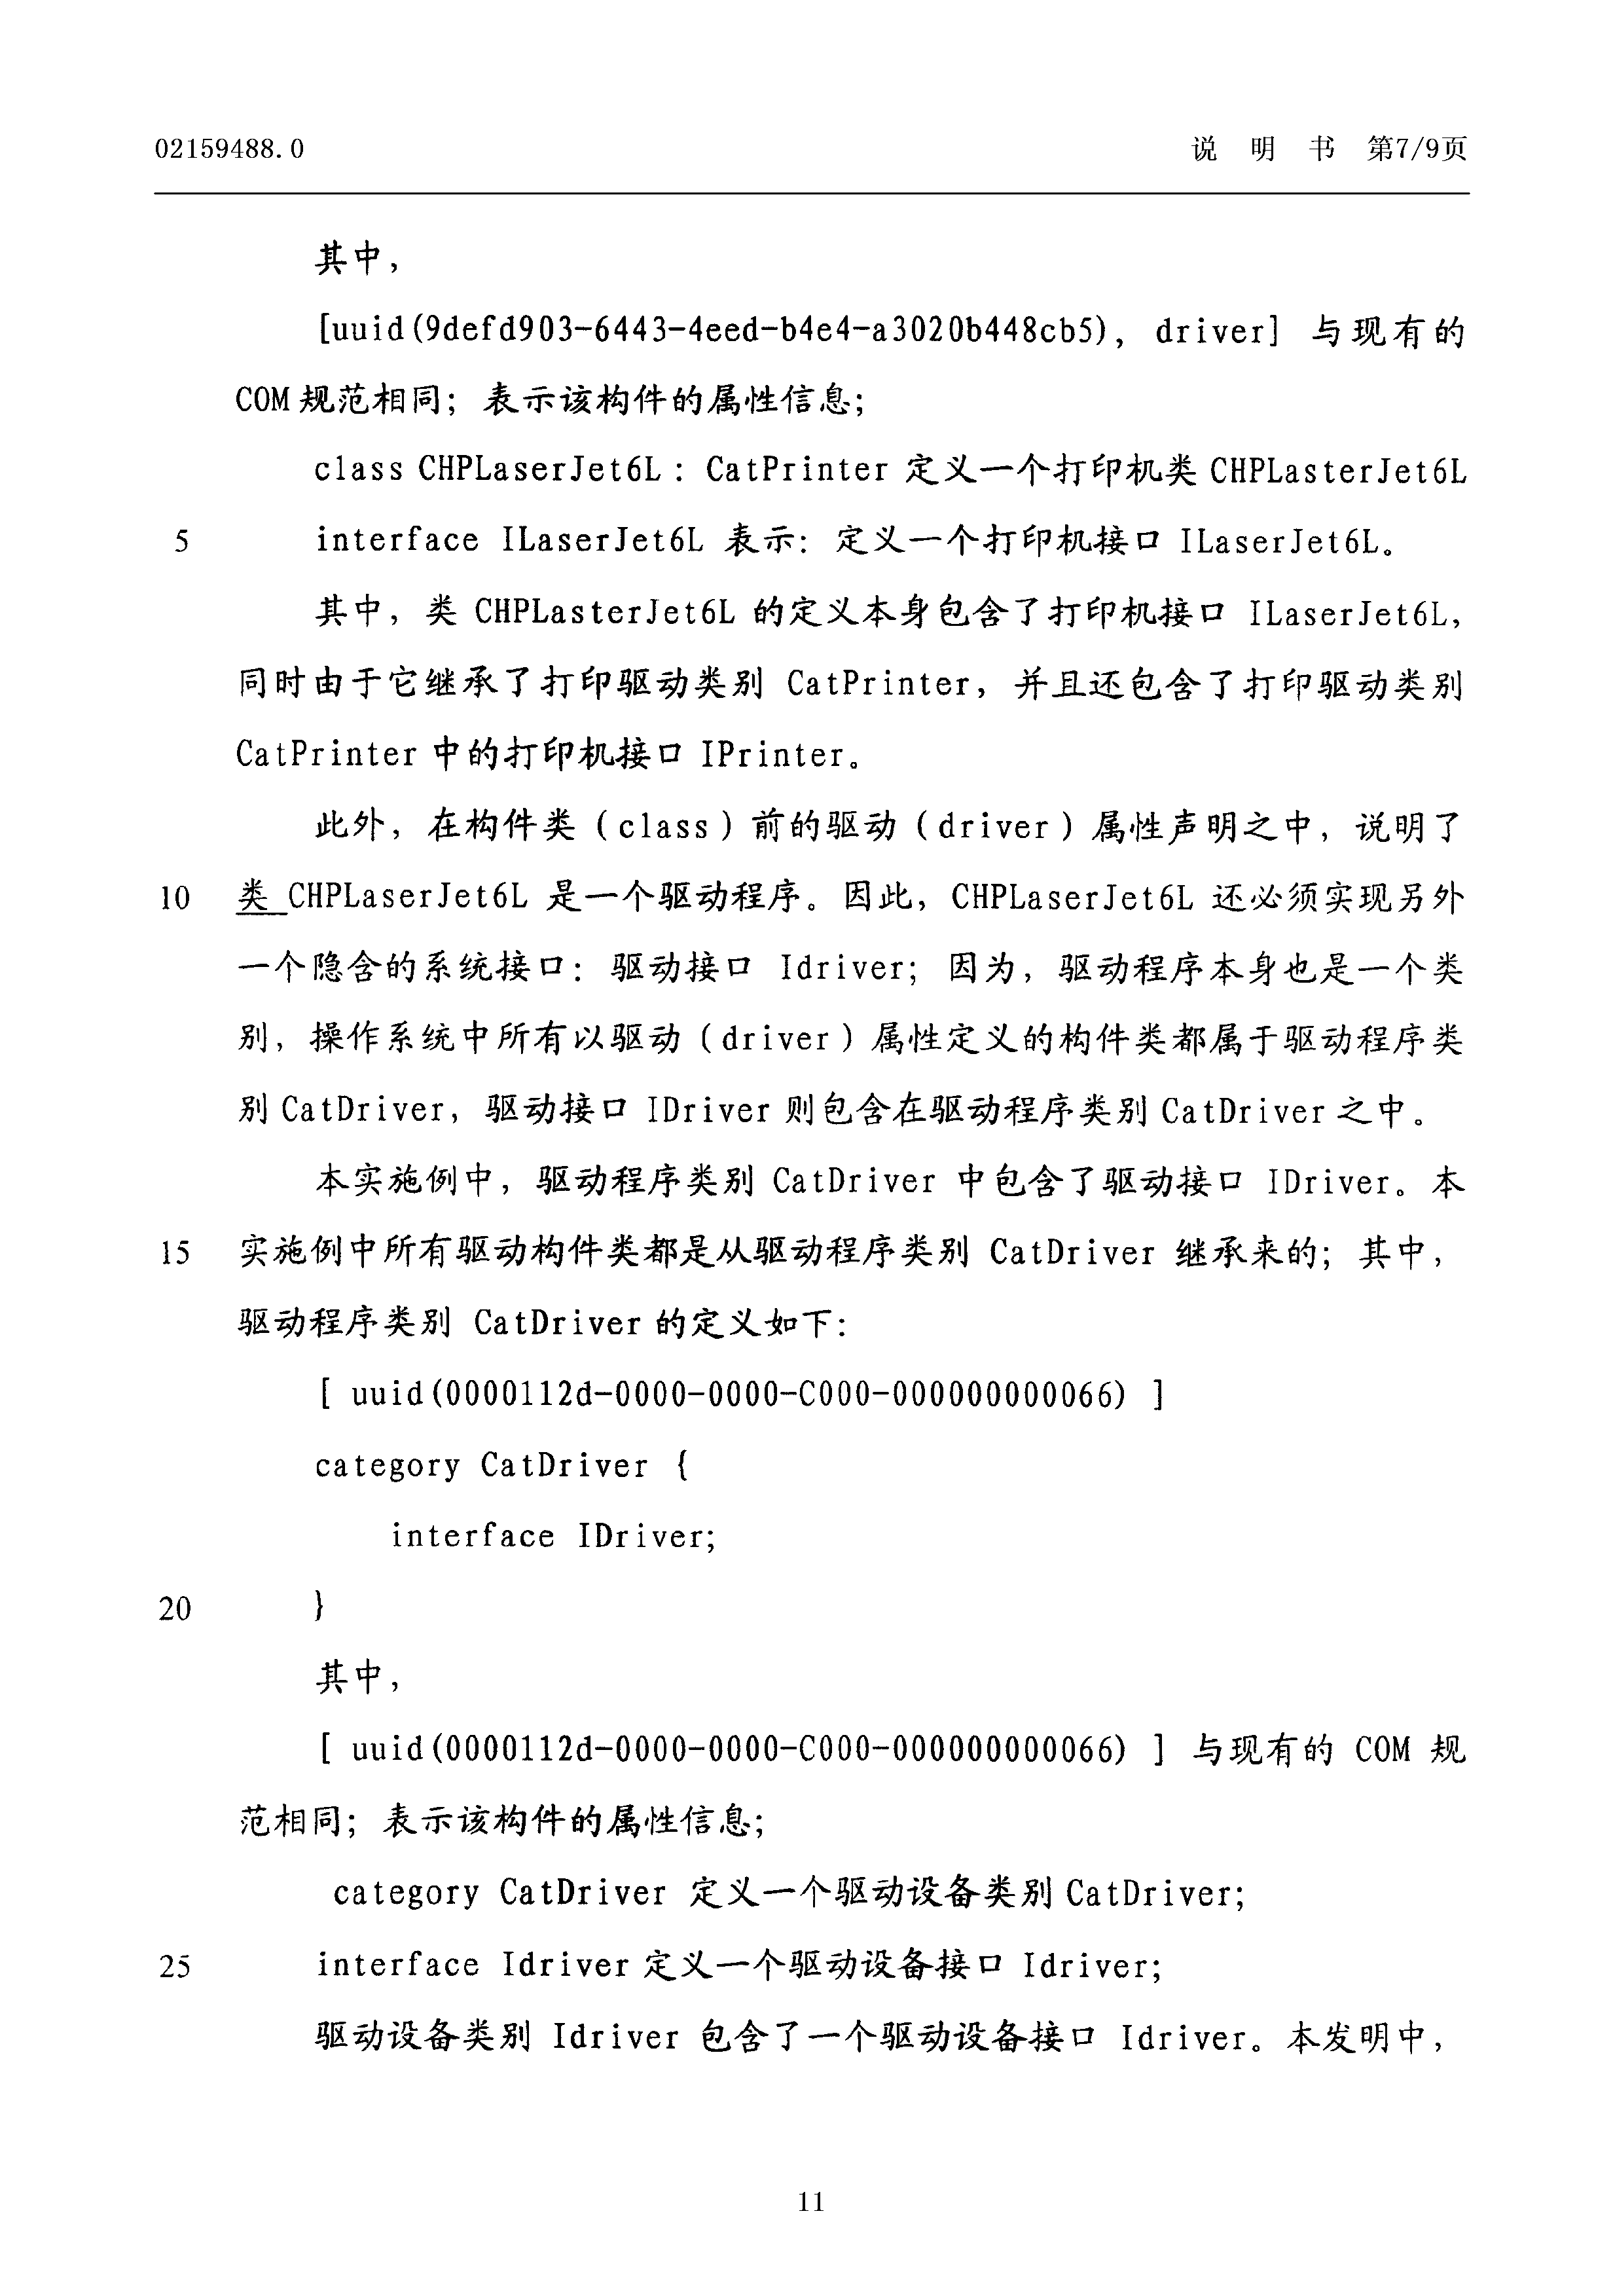 02159488.0 说 明 书 第7/9页
其中,
[uuid(9defd903-6443-4eed-b4e4-a3020b448cb5), driver] 与现有的
COM 规范相同; 表示该构件的属性信息;
class CHPLaserJet6L : CatPrinter 定义一个打印机类 CHPLasterJet6L
5 interface ILaserJet6L 表示: 定义一个打印机接口 ILaserJet6L。
其中, 类 CHPLasterJet6L 的定义本身包含了打印机接口 ILaserJet6L,
同时由于它继承了打印驱动类别 CatPrinter, 并且还包含了打印驱动类别
CatPrinter 中的打印机接口 IPrinter。
此外, 在构件类 (class) 前的驱动 (driver) 属性声明之中, 说明了
10 类 CHPLaserJet6L 是一个驱动程序。因此, CHPLaserJet6L 还必须实现另外
一个隐含的系统接口: 驱动接口 Idriver; 因为, 驱动程序本身也是一个类
别, 操作系统中所有以驱动 (driver) 属性定义的构件类都属于驱动程序类
别 CatDriver, 驱动接口 IDriver 则包含在驱动程序类别 CatDriver 之中。
本实施例中, 驱动程序类别 CatDriver 中包含了驱动接口 IDriver。本
15 实施例中所有驱动构件类都是从驱动程序类别 CatDriver 继承来的; 其中,
驱动程序类别 CatDriver 的定义如下:
[ uuid(0000112d-0000-0000-C000-000000000066) ]
category CatDriver {
interface IDriver;
20 }
其中,
[ uuid(0000112d-0000-0000-C000-000000000066) ] 与现有的 COM 规
范相同; 表示该构件的属性信息;
category CatDriver 定义一个驱动设备类别 CatDriver;
25 interface Idriver 定义一个驱动设备接口 Idriver;
驱动设备类别 Idriver 包含了一个驱动设备接口 Idriver。本发明中,
11